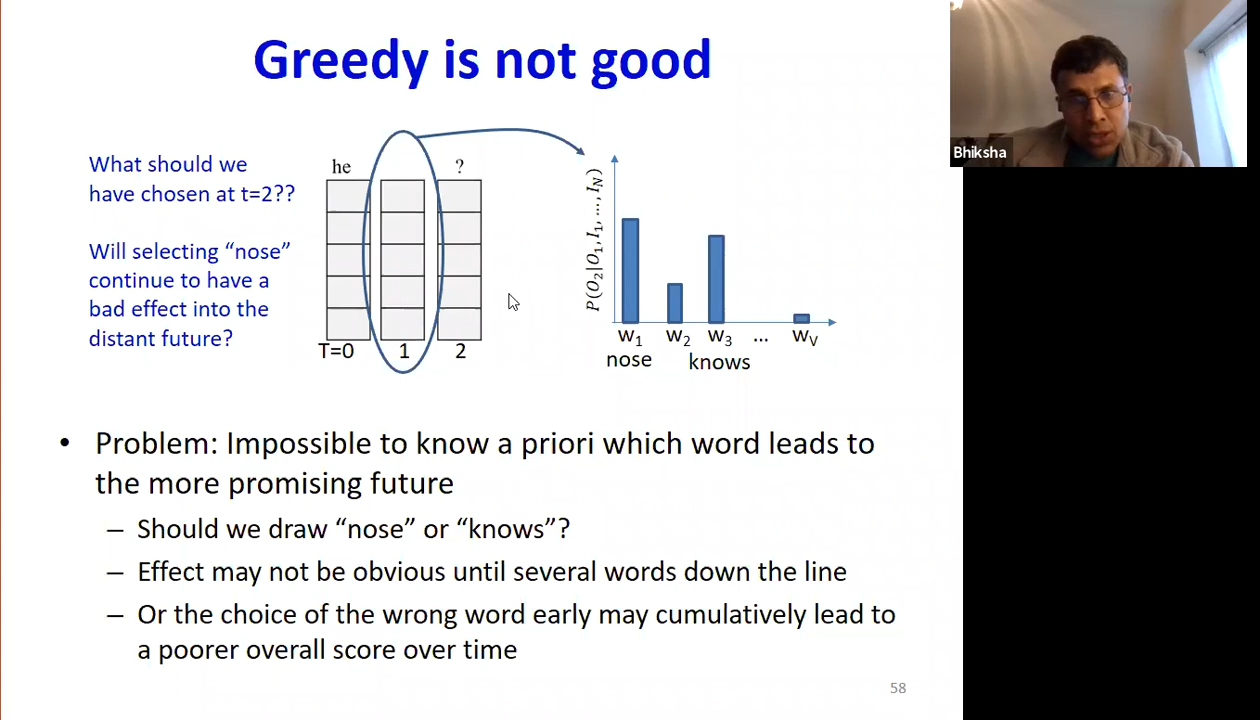 Greedy is not good
Bhiksha
What should we
have chosen at t=2??
Will selecting “nose”
continue to have a
bad effect into the
distant future?
he
?
T=0
1
2
P(O₂|O₁, I₁, …, I_N)
w₁
w₂
w₃
…
w_V
nose
knows
• Problem: Impossible to know a priori which word leads to
the more promising future
– Should we draw “nose” or “knows”?
– Effect may not be obvious until several words down the line
– Or the choice of the wrong word early may cumulatively lead to
a poorer overall score over time
58